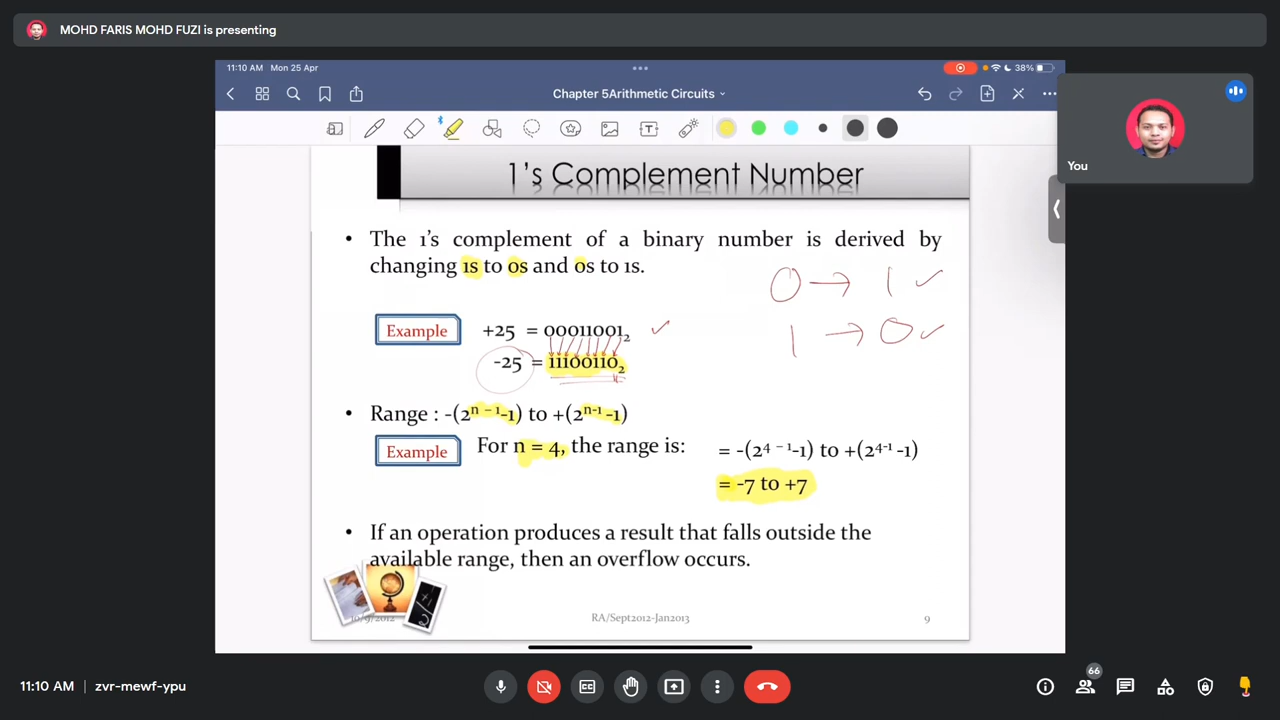 MOHD FARIS MOHD FUZI is presenting
11:10 AM Mon 25 Apr
38%
Chapter 5Arithmetic Circuits
You
1's Complement Number
• The 1's complement of a binary number is derived by
changing 1s to 0s and 0s to 1s.
0 → 1 ✓
Example +25 = 00011001₂ ✓
1 → 0 ✓
-25 = 11100110₂
• Range : -(2ⁿ⁻¹-1) to +(2ⁿ⁻¹-1)
Example For n = 4, the range is: = -(2⁴⁻¹-1) to +(2⁴⁻¹-1)
= -7 to +7
• If an operation produces a result that falls outside the
available range, then an overflow occurs.
10/9/2012 RA/Sept2012-Jan2013 9
11:10 AM zvr-mewf-ypu
66